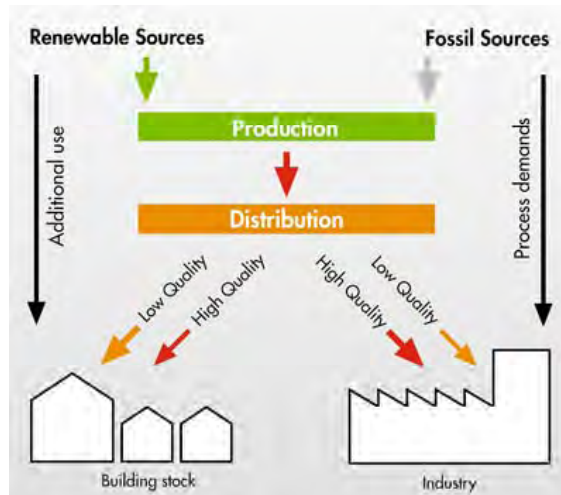 Renewable Sources
Fossil Sources
Production
Additional use
Process demands
Distribution
Low Quality
High Quality
High Quality
Low Quality
Building stock
Industry